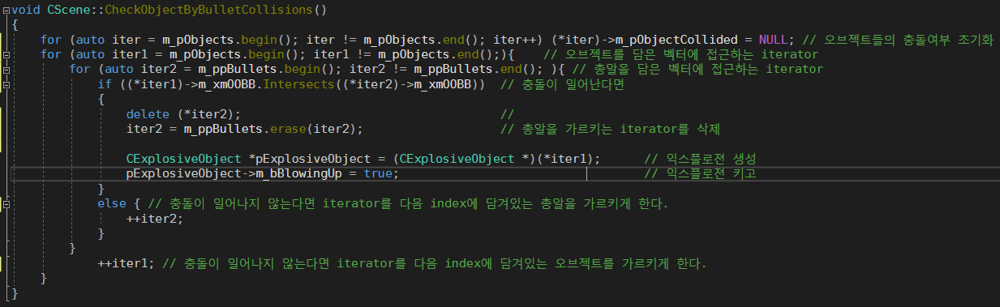 void CScene::CheckObjectByBulletCollisions()
{
for (auto iter = m_pObjects.begin(); iter != m_pObjects.end(); iter++) (*iter)->m_pObjectCollided = NULL; // 오브젝트들의 충돌여부 초기화
for (auto iter1 = m_pObjects.begin(); iter1 != m_pObjects.end();){ // 오브젝트를 담은 벡터에 접근하는 iterator
for (auto iter2 = m_ppBullets.begin(); iter2 != m_ppBullets.end(); ){ // 총알을 담은 벡터에 접근하는 iterator
if ((*iter1)->m_xmOOBB.Intersects((*iter2)->m_xmOOBB)) // 충돌이 일어난다면
{
delete (*iter2); //
iter2 = m_ppBullets.erase(iter2); // 총알을 가르키는 iterator를 삭제
CExplosiveObject *pExplosiveObject = (CExplosiveObject *)(*iter1); // 익스플로젼 생성
pExplosiveObject->m_bBlowingUp = true; // 익스플로젼 키고
}
else { // 충돌이 일어나지 않는다면 iterator를 다음 index에 담겨있는 총알을 가르키게 한다.
++iter2;
}
}
++iter1; // 충돌이 일어나지 않는다면 iterator를 다음 index에 담겨있는 오브젝트를 가르키게 한다.
}
}